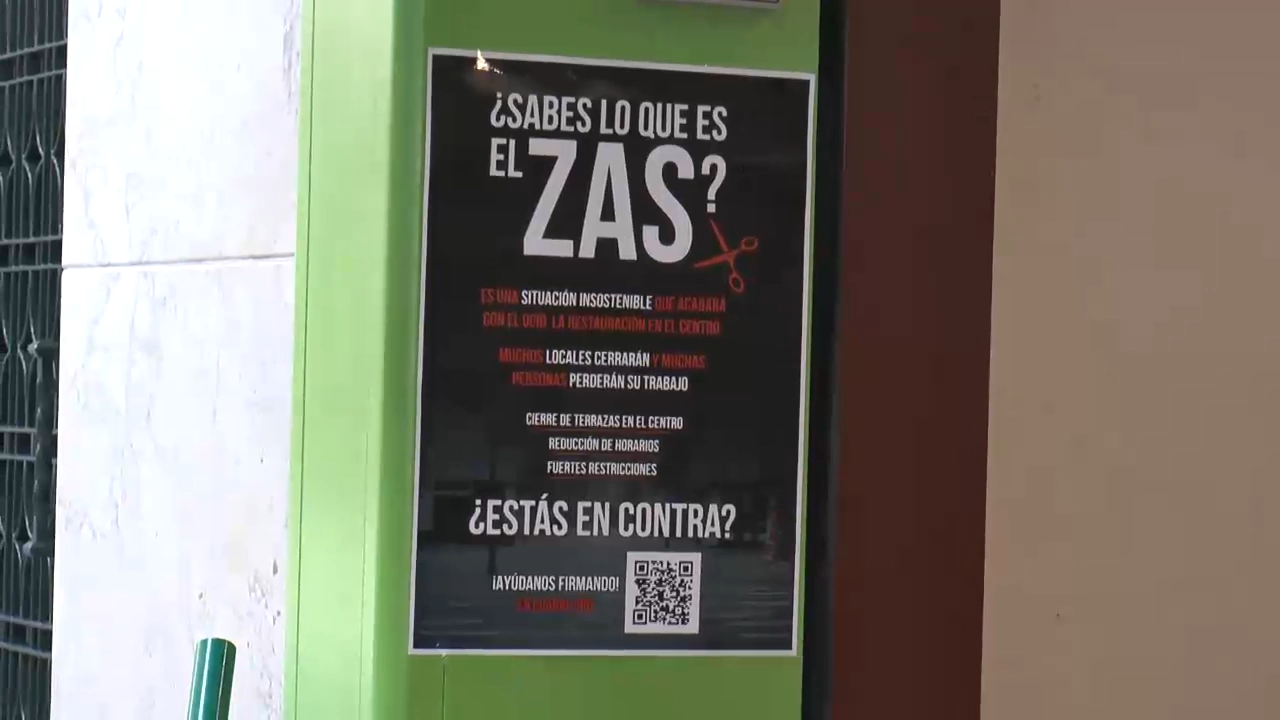 ¿SABES LO QUE ES
EL ZAS?
ES UNA SITUACIÓN INSOSTENIBLE QUE ACABARÁ
CON EL OCIO LA RESTAURACIÓN EN EL CENTRO
MUCHOS LOCALES CERRARÁN Y MUCHAS
PERSONAS PERDERÁN SU TRABAJO
CIERRE DE TERRAZAS EN EL CENTRO
REDUCCIÓN DE HORARIOS
FUERTES RESTRICCIONES
¿ESTÁS EN CONTRA?
¡AYÚDANOS FIRMANDO!